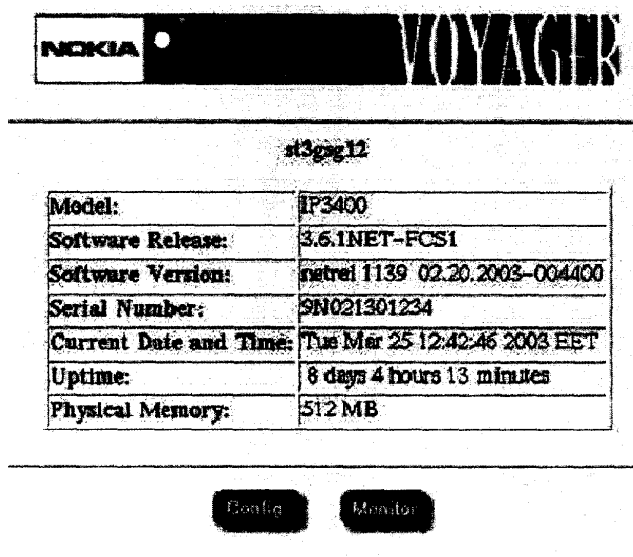 NOKIA VOYAGER
st3gsg12
Model: IP3400
Software Release: 3.6.1NET-FCS1
Software Version: netrel 1139 02.20.2003-004400
Serial Number: 9N021301234
Current Date and Time: Tue Mar 25 12:42:46 2003 EET
Uptime: 8 days 4 hours 13 minutes
Physical Memory: 512 MB
Config Monitor